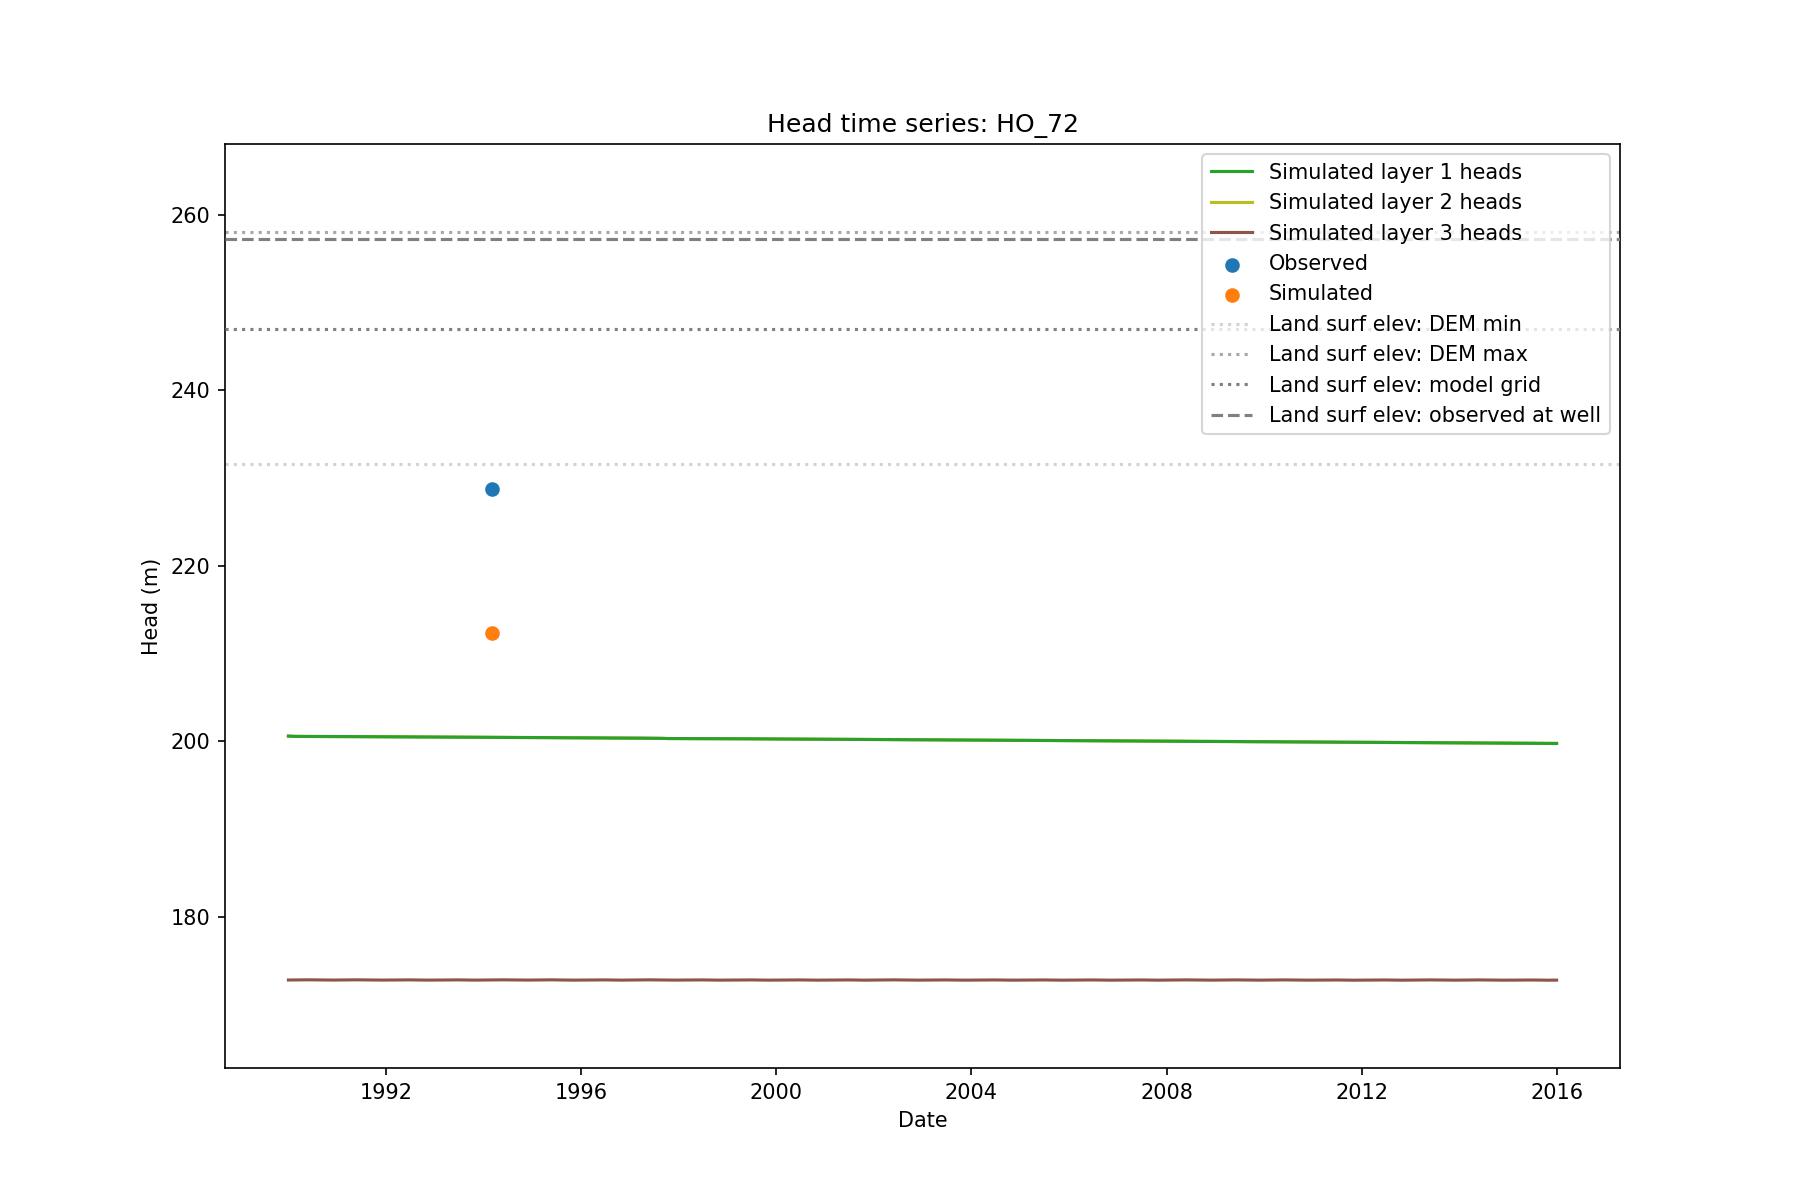 Head time series: HO_72
Simulated layer 1 heads
Simulated layer 2 heads
Simulated layer 3 heads
Observed
Simulated
Land surf elev: DEM min
Land surf elev: DEM max
Land surf elev: model grid
Land surf elev: observed at well
Head (m)
260
240
220
200
180
1992 1996 2000 2004 2008 2012 2016
Date